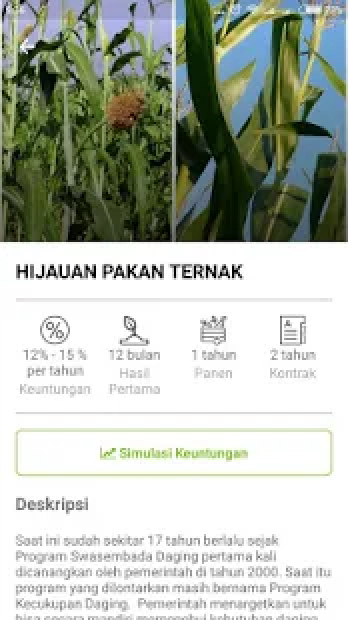 HIJAUAN PAKAN TERNAK
12% - 15 % per tahun
Keuntungan
12 bulan
Hasil Pertama
1 tahun
Panen
2 tahun
Kontrak
Simulasi Keuntungan
Deskripsi
Saat ini sudah sekitar 17 tahun berlalu sejak
Program Swasembada Daging pertama kali
dicanangkan oleh pemerintah di tahun 2000. Saat itu
program yang dilontarkan masih bernama Program
Kecukupan Daging. Pemerintah menargetkan untuk
bisa secara mandiri memenuhi kebutuhan daging